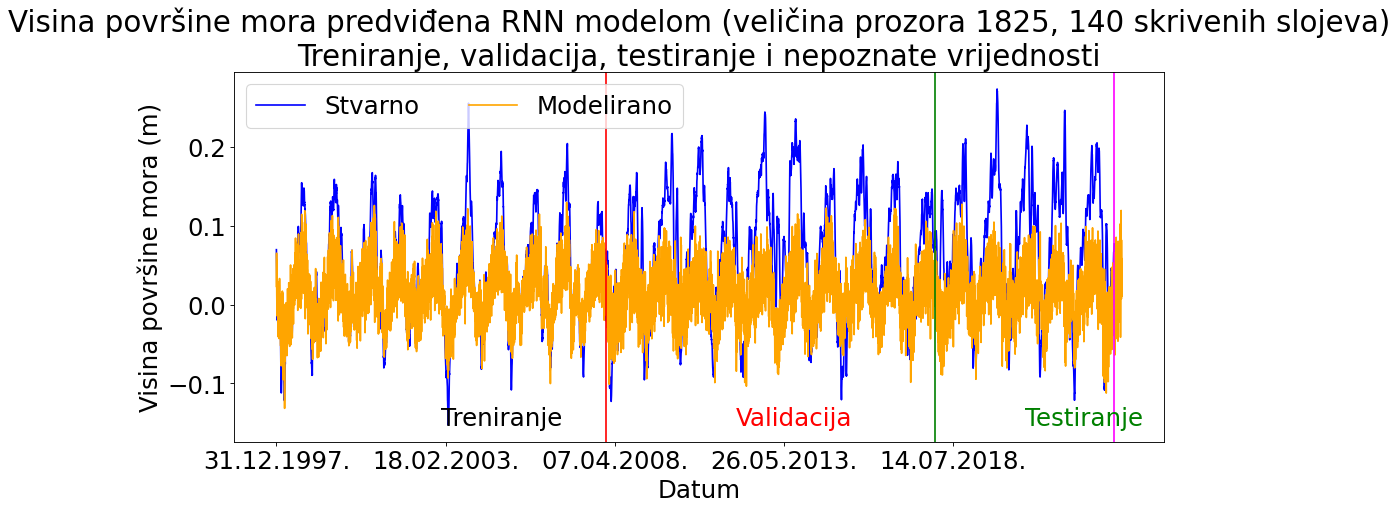 Visina površine mora predviđena RNN modelom (veličina prozora 1825, 140 skrivenih slojeva)
Treniranje, validacija, testiranje i nepoznate vrijednosti
Stvarno
Modelirano
Visina površine mora (m)
0.2
0.1
0.0
−0.1
Treniranje
Validacija
Testiranje
31.12.1997.
18.02.2003.
07.04.2008.
26.05.2013.
14.07.2018.
Datum